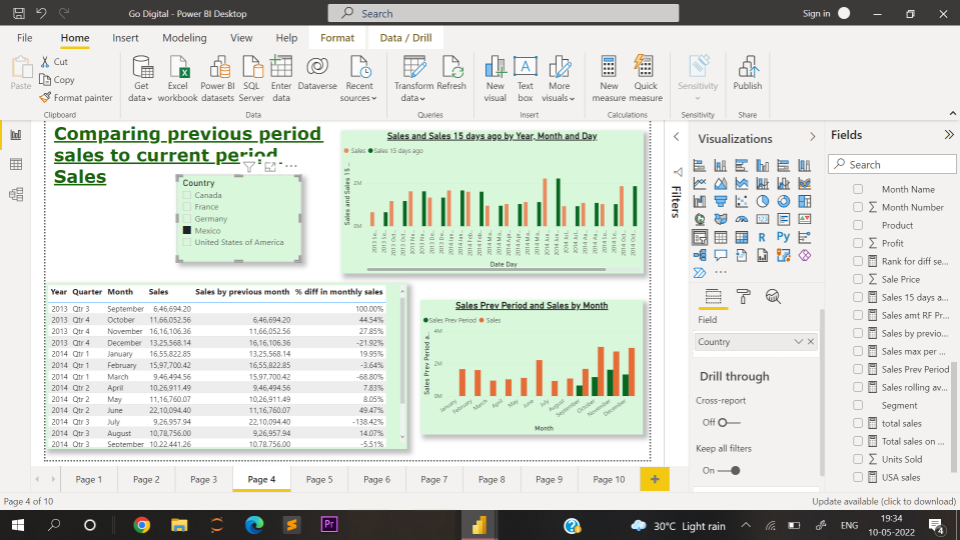 Go Digital - Power BI Desktop
Search
Sign in
File Home Insert Modeling View Help Format Data / Drill
Paste
Cut
Copy
Format painter
Get data
Excel workbook
Power BI datasets
SQL Server
Enter data
Dataverse
Recent sources
Transform data
Refresh
New visual
Text box
More visuals
New measure
Quick measure
Sensitivity
Publish
Clipboard Data Queries Insert Calculations Sensitivity Share
Comparing previous period
sales to current period
Sales
Country
Canada
France
Germany
Mexico
United States of America
Sales and Sales 15 days ago by Year, Month and Day
Sales Sales 15 days ago
Sales and Sales 15 ...
2M
0M
Date Day
Year Quarter Month Sales Sales by previous month % diff in monthly sales
2013 Qtr 3 September 6,46,694.20 100.00%
2013 Qtr 4 October 11,66,052.56 6,46,694.20 44.54%
2013 Qtr 4 November 16,16,106.36 11,66,052.56 27.85%
2013 Qtr 4 December 13,25,568.14 16,16,106.36 -21.92%
2014 Qtr 1 January 16,55,822.85 13,25,568.14 19.95%
2014 Qtr 1 February 15,97,700.42 16,55,822.85 -3.64%
2014 Qtr 1 March 9,46,494.56 15,97,700.42 -68.80%
2014 Qtr 2 April 10,26,911.49 9,46,494.56 7.83%
2014 Qtr 2 May 11,16,760.07 10,26,911.49 8.05%
2014 Qtr 2 June 22,10,094.40 11,16,760.07 49.47%
2014 Qtr 3 July 9,26,957.94 22,10,094.40 -138.42%
2014 Qtr 3 August 10,78,756.00 9,26,957.94 14.07%
2014 Qtr 3 September 10,22,441.26 10,78,756.00 -5.51%
Sales Prev Period and Sales by Month
Sales Prev Period Sales
Sales Prev Period a...
4M
2M
0M
January February March April May June July August September October November December
Month
Filters
Visualizations
R Py
Field
Country
Drill through
Cross-report
Off
Keep all filters
On
Fields
Search
Month Name
Month Number
Product
Profit
Rank for diff se...
Sale Price
Sales 15 days a...
Sales amt RF Pr...
Sales by previo...
Sales max per ...
Sales Prev Period
Sales rolling av...
Segment
total sales
Total sales on ...
Units Sold
USA sales
Page 1 Page 2 Page 3 Page 4 Page 5 Page 6 Page 7 Page 8 Page 9 Page 10 +
Page 4 of 10
Update available (click to download)
Pr
30°C Light rain
ENG
19:34
10-05-2022
4